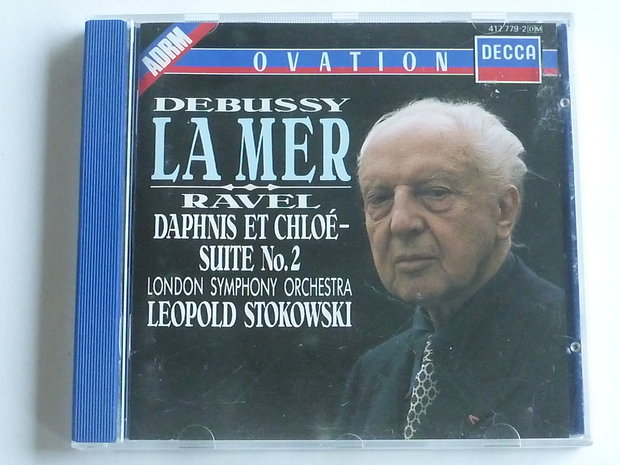 417 779-2 DM
ADRM
OVATION
DECCA
DEBUSSY
LA MER
RAVEL
DAPHNIS ET CHLOÉ-
SUITE No. 2
LONDON SYMPHONY ORCHESTRA
LEOPOLD STOKOWSKI